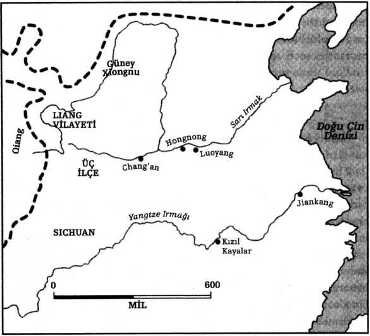 Güney
Xiongnu
LIANG
VİLAYETİ
Qiang
Sarı Irmak
Doğu Çin
Denizi
Hongnong
Luoyang
ÜÇ
İLÇE
Chang'an
Jiankang
Yangtze Irmağı
SICHUAN
Kızıl
Kayalar
0
600
MİL